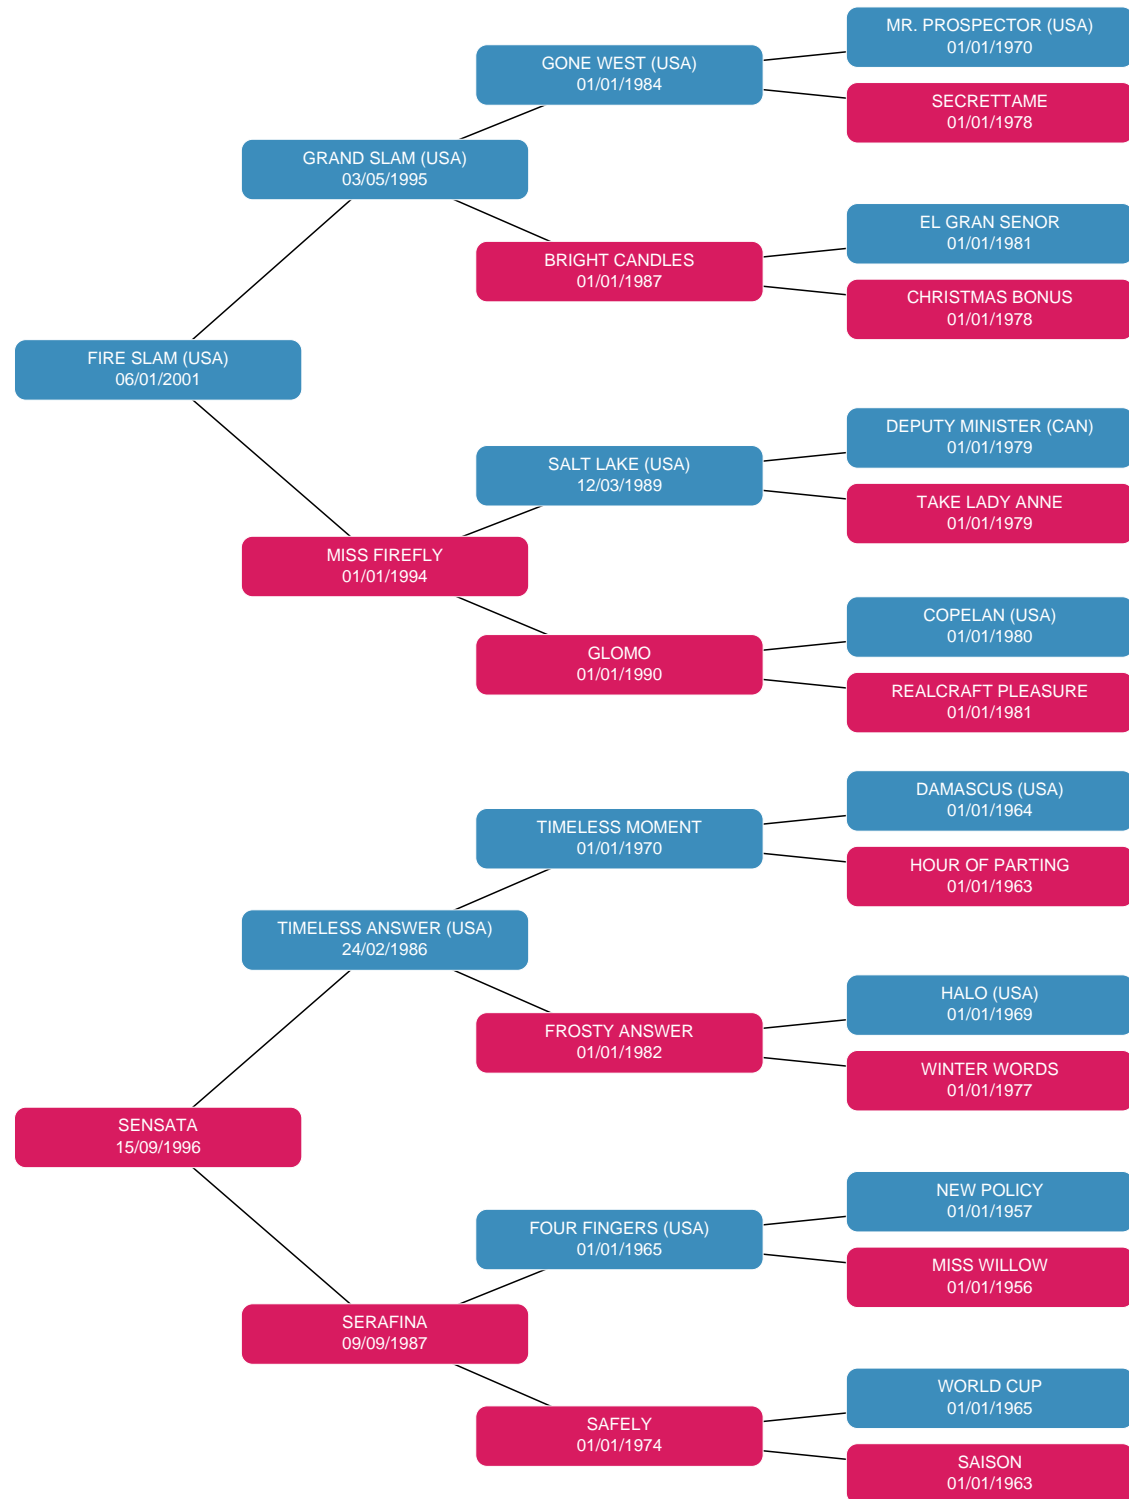 MR. PROSPECTOR (USA)
01/01/1970
GONE WEST (USA)
01/01/1984
SECRETTAME
01/01/1978
GRAND SLAM (USA)
03/05/1995
EL GRAN SENOR
01/01/1981
BRIGHT CANDLES
01/01/1987
CHRISTMAS BONUS
01/01/1978
FIRE SLAM (USA)
06/01/2001
DEPUTY MINISTER (CAN)
01/01/1979
SALT LAKE (USA)
12/03/1989
TAKE LADY ANNE
01/01/1979
MISS FIREFLY
01/01/1994
COPELAN (USA)
01/01/1980
GLOMO
01/01/1990
REALCRAFT PLEASURE
01/01/1981
DAMASCUS (USA)
01/01/1964
TIMELESS MOMENT
01/01/1970
HOUR OF PARTING
01/01/1963
TIMELESS ANSWER (USA)
24/02/1986
HALO (USA)
01/01/1969
FROSTY ANSWER
01/01/1982
WINTER WORDS
01/01/1977
SENSATA
15/09/1996
NEW POLICY
01/01/1957
FOUR FINGERS (USA)
01/01/1965
MISS WILLOW
01/01/1956
SERAFINA
09/09/1987
WORLD CUP
01/01/1965
SAFELY
01/01/1974
SAISON
01/01/1963